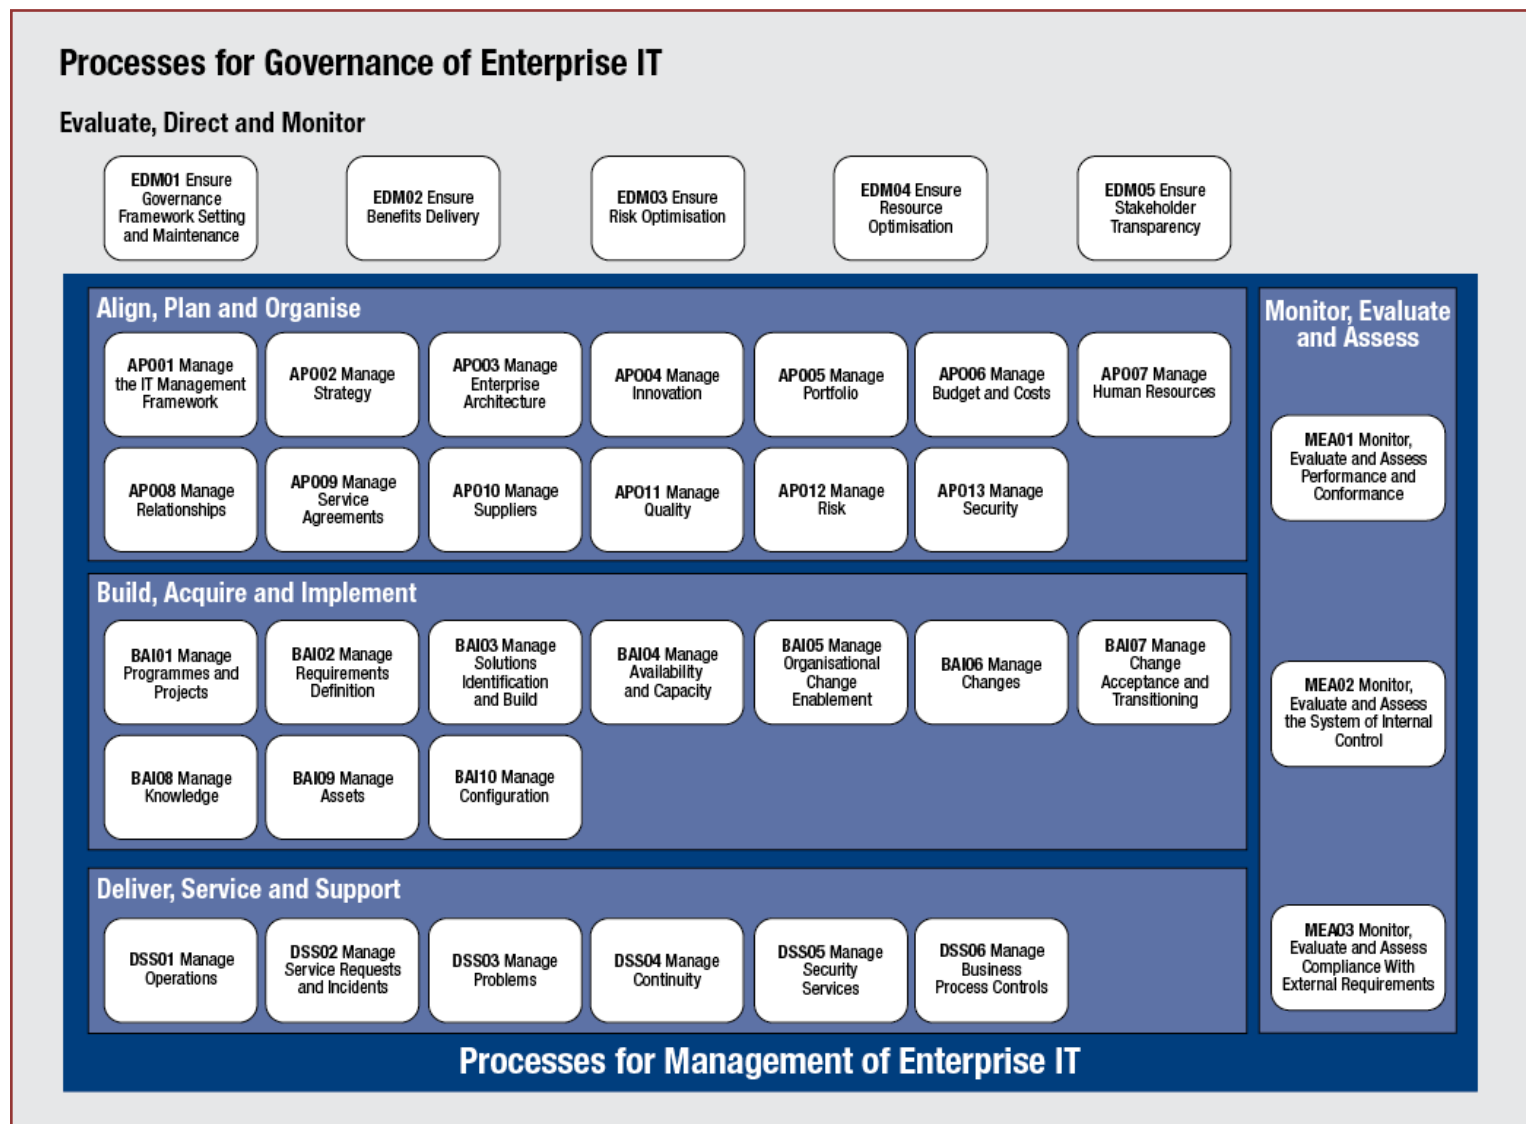 Processes for Governance of Enterprise IT
Evaluate, Direct and Monitor
EDM01 Ensure
Governance
Framework Setting
and Maintenance
EDM02 Ensure
Benefits Delivery
EDM03 Ensure
Risk Optimisation
EDM04 Ensure
Resource
Optimisation
EDM05 Ensure
Stakeholder
Transparency
Align, Plan and Organise
APO01 Manage
the IT Management
Framework
APO02 Manage
Strategy
APO03 Manage
Enterprise
Architecture
APO04 Manage
Innovation
APO05 Manage
Portfolio
APO06 Manage
Budget and Costs
APO07 Manage
Human Resources
APO08 Manage
Relationships
APO09 Manage
Service
Agreements
APO10 Manage
Suppliers
APO11 Manage
Quality
APO12 Manage
Risk
APO13 Manage
Security
Build, Acquire and Implement
BAI01 Manage
Programmes and
Projects
BAI02 Manage
Requirements
Definition
BAI03 Manage
Solutions
Identification
and Build
BAI04 Manage
Availability
and Capacity
BAI05 Manage
Organisational
Change
Enablement
BAI06 Manage
Changes
BAI07 Manage
Change
Acceptance and
Transitioning
BAI08 Manage
Knowledge
BAI09 Manage
Assets
BAI10 Manage
Configuration
Deliver, Service and Support
DSS01 Manage
Operations
DSS02 Manage
Service Requests
and Incidents
DSS03 Manage
Problems
DSS04 Manage
Continuity
DSS05 Manage
Security
Services
DSS06 Manage
Business
Process Controls
Monitor, Evaluate
and Assess
MEA01 Monitor,
Evaluate and Assess
Performance and
Conformance
MEA02 Monitor,
Evaluate and Assess
the System of Internal
Control
MEA03 Monitor,
Evaluate and Assess
Compliance With
External Requirements
Processes for Management of Enterprise IT